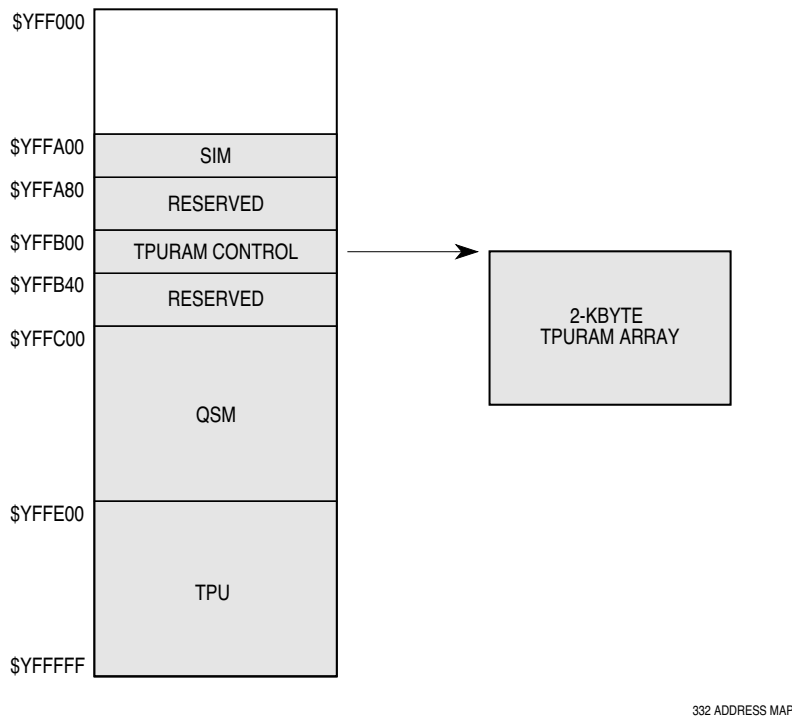 $YFF000
$YFFA00
SIM
$YFFA80
RESERVED
$YFFB00
TPURAM CONTROL
$YFFB40
RESERVED
$YFFC00
QSM
$YFFE00
TPU
$YFFFFF
2-KBYTE
TPURAM ARRAY
332 ADDRESS MAP